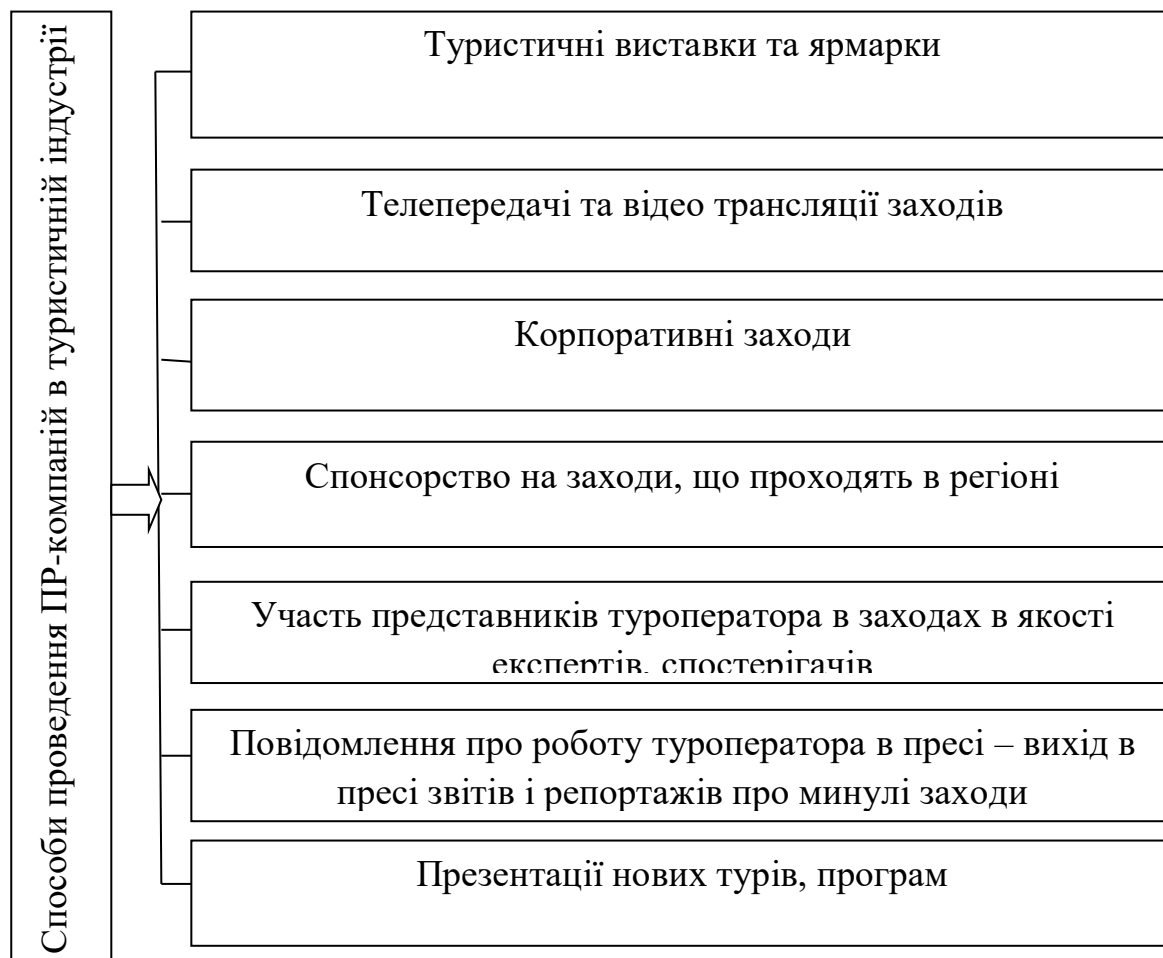 Способи проведення ПР-компаній в туристичній індустрії
Туристичні виставки та ярмарки
Телепередачі та відео трансляції заходів
Корпоративні заходи
Спонсорство на заходи, що проходять в регіоні
Участь представників туроператора в заходах в якості
експертів, спостерігачів
Повідомлення про роботу туроператора в пресі – вихід в
пресі звітів і репортажів про минулі заходи
Презентації нових турів, програм